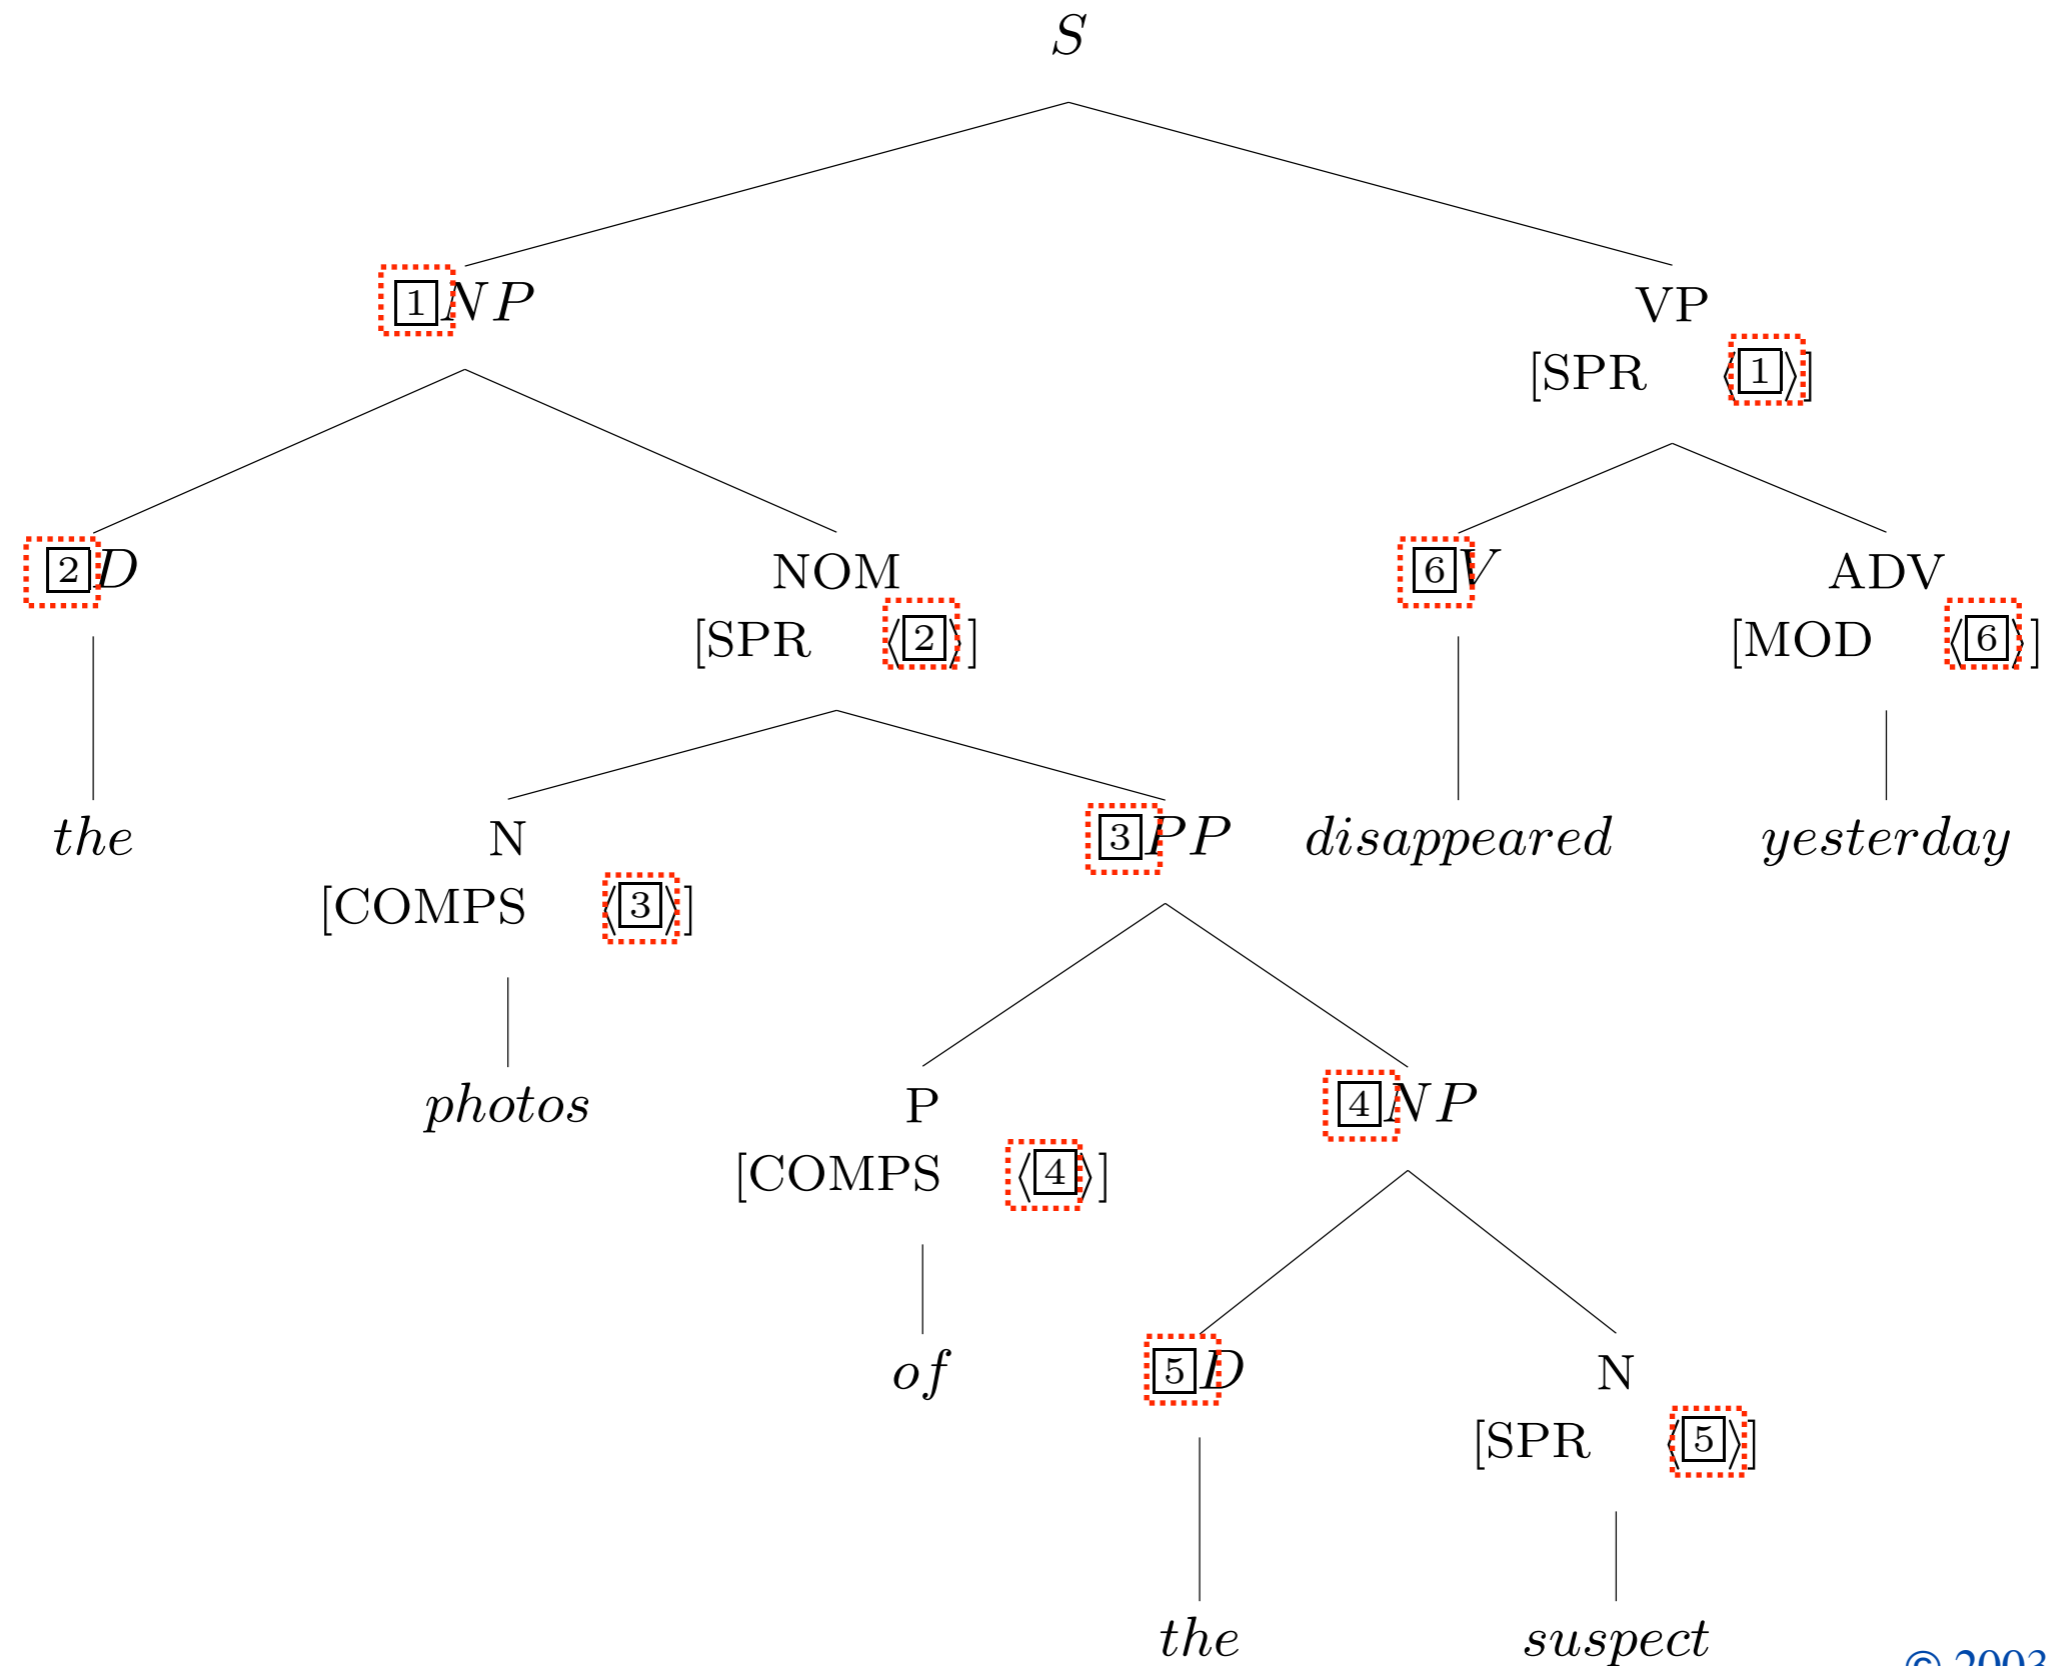 S
1 NP VP
[SPR ⟨1⟩]
2 D NOM 6 V ADV
[SPR ⟨2⟩] [MOD ⟨6⟩]
the N 3 PP disappeared yesterday
[COMPS ⟨3⟩]
photos P 4 NP
[COMPS ⟨4⟩]
of 5 D N
[SPR ⟨5⟩]
the suspect
© 2003